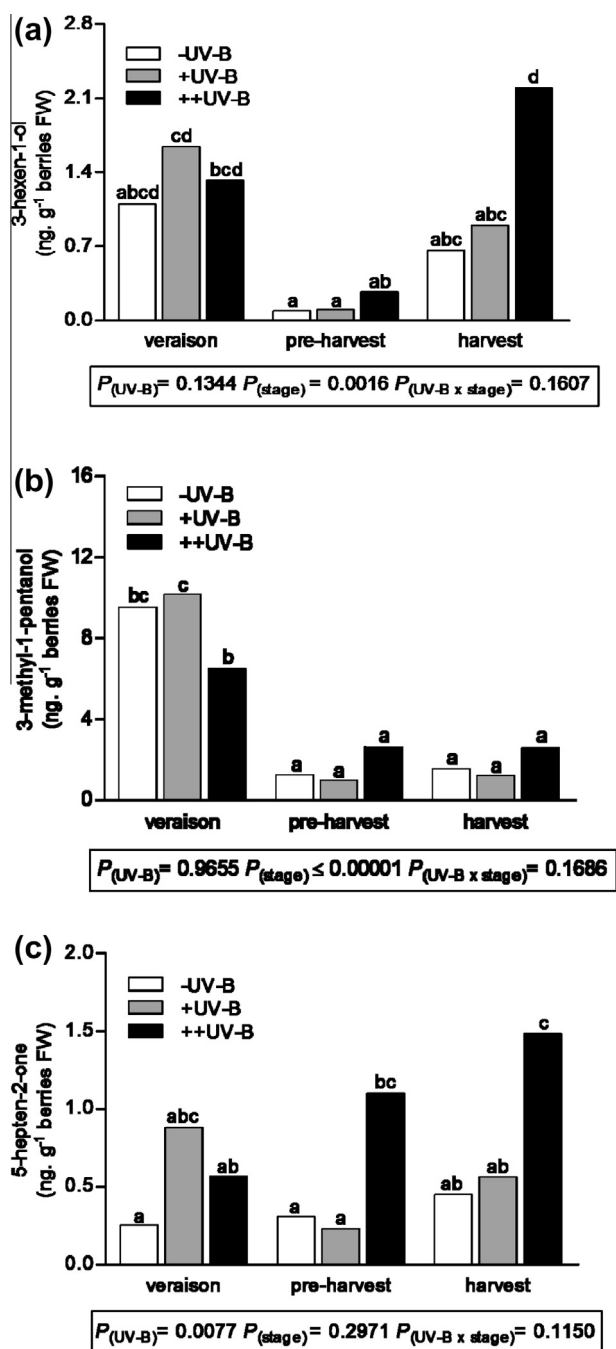 (a)
3-hexen-1-ol
(ng. g⁻¹ berries FW)
2.8
2.1
1.4
0.7
0.0
-UV-B
+UV-B
++UV-B
abcd
cd
bcd
a
a
ab
abc
abc
d
veraison pre-harvest harvest
P(UV-B)= 0.1344 P(stage) = 0.0016 P(UV-B x stage)= 0.1607
(b)
3-methyl-1-pentanol
(ng. g⁻¹ berries FW)
16
12
8
4
0
-UV-B
+UV-B
++UV-B
bc
c
b
a
a
a
a
a
a
veraison pre-harvest harvest
P(UV-B)= 0.9655 P(stage) ≤ 0.00001 P(UV-B x stage)= 0.1686
(c)
5-hepten-2-one
(ng. g⁻¹ berries FW)
2.0
1.5
1.0
0.5
0.0
-UV-B
+UV-B
++UV-B
a
abc
ab
a
a
bc
ab
ab
c
veraison pre-harvest harvest
P(UV-B)= 0.0077 P(stage)= 0.2971 P(UV-B x stage)= 0.1150